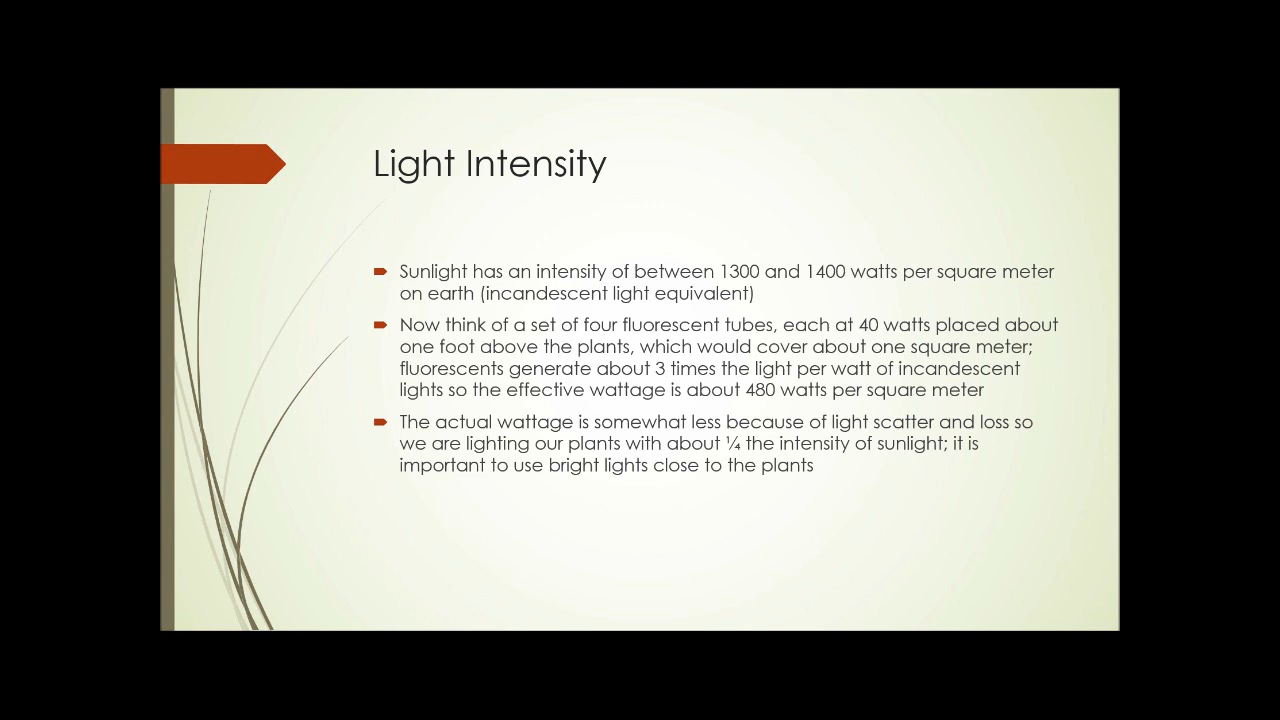 Light Intensity
Sunlight has an intensity of between 1300 and 1400 watts per square meter
on earth (incandescent light equivalent)
Now think of a set of four fluorescent tubes, each at 40 watts placed about
one foot above the plants, which would cover about one square meter;
fluorescents generate about 3 times the light per watt of incandescent
lights so the effective wattage is about 480 watts per square meter
The actual wattage is somewhat less because of light scatter and loss so
we are lighting our plants with about ¼ the intensity of sunlight; it is
important to use bright lights close to the plants